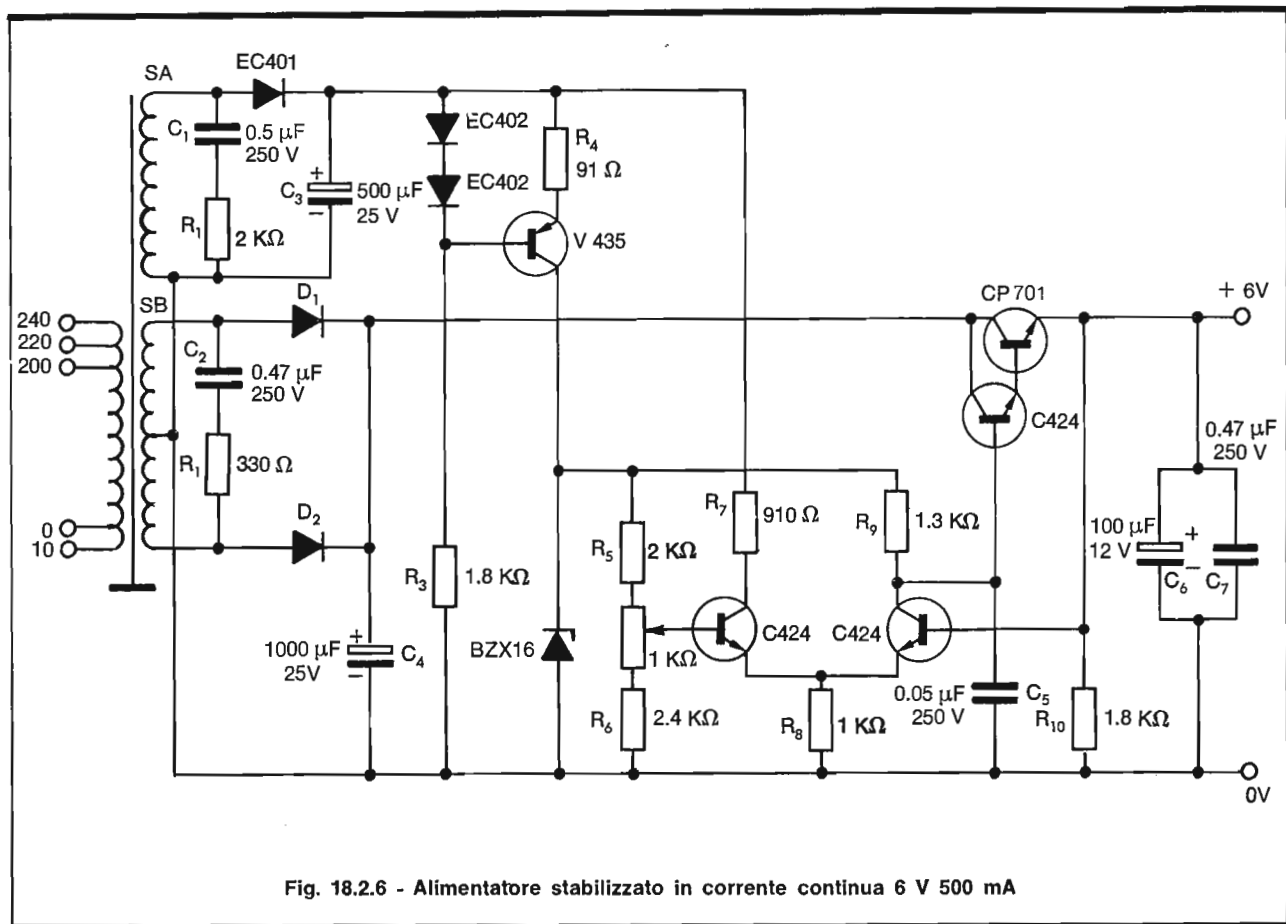 SA
EC401
C1
0.5 µF
250 V
R1
2 KΩ
C3
+
500 µF
25 V
−
EC402
EC402
R4
91 Ω
V 435
240
220
200
0
10
SB
D1
C2
0.47 µF
250 V
R1
330 Ω
D2
1000 µF
25V
+
−
C4
R3
1.8 KΩ
BZX16
R5
2 KΩ
1 KΩ
R6
2.4 KΩ
R7
910 Ω
R9
1.3 KΩ
C424
C424
R8
1 KΩ
CP 701
C424
0.05 µF
250 V
C5
R10
1.8 KΩ
0.47 µF
250 V
100 µF
12 V
+
−
C6
C7
+ 6V
0V
Fig. 18.2.6 - Alimentatore stabilizzato in corrente continua 6 V 500 mA